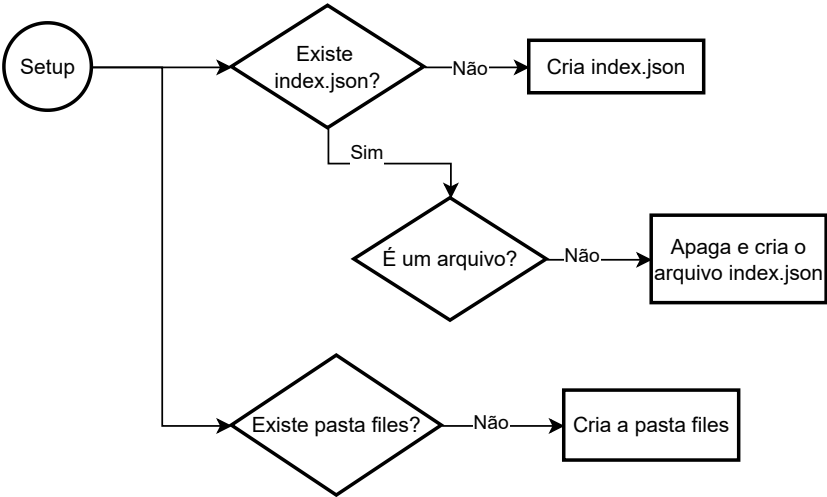 Setup
Existe
index.json?
Não
Cria index.json
Sim
É um arquivo?
Não
Apaga e cria o
arquivo index.json
Existe pasta files?
Não
Cria a pasta files